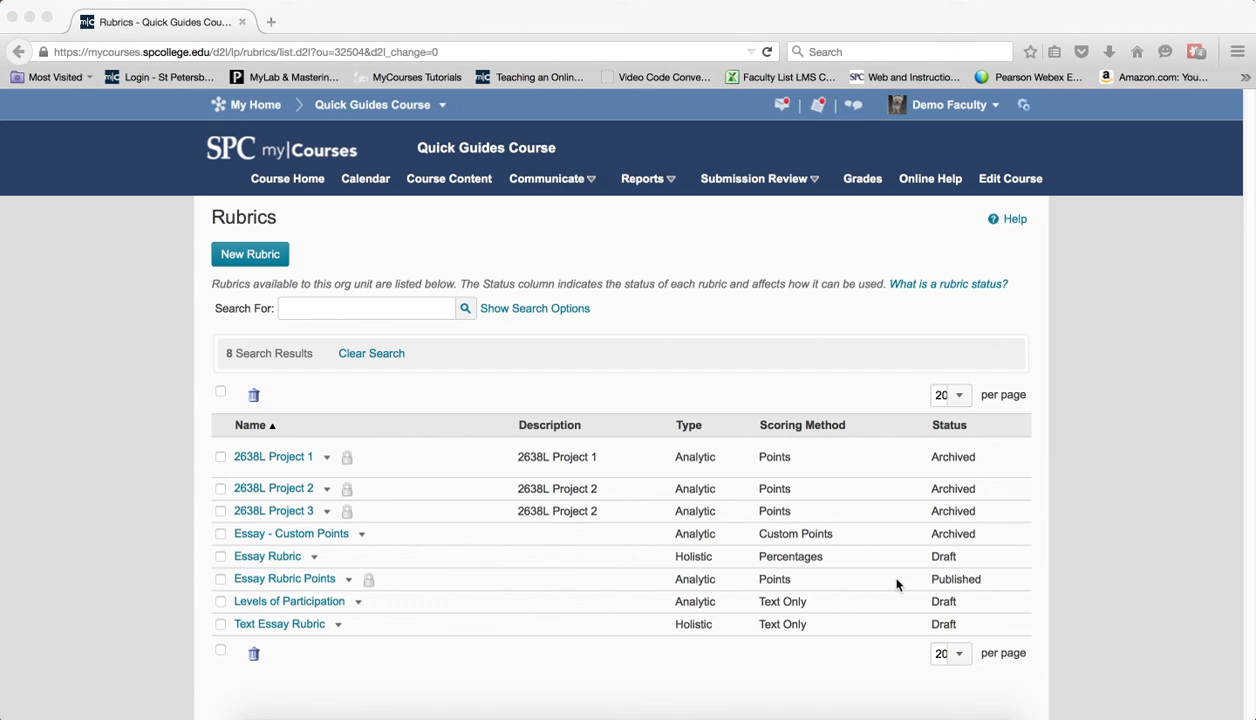 Rubrics - Quick Guides Cou...
https://mycourses.spcollege.edu/d2l/lp/rubrics/list.d2l?ou=32504&d2l_change=0
Search
Most Visited
Login - St Petersb...
MyLab & Mastering...
MyCourses Tutorials
Teaching an Onlin...
Video Code Conve...
Faculty List LMS C...
SPC Web and Instructio...
Pearson Webex E...
Amazon.com: You...
My Home
Quick Guides Course
Demo Faculty
SPC my|Courses
Quick Guides Course
Course Home Calendar Course Content Communicate Reports Submission Review Grades Online Help Edit Course
Rubrics
Help
New Rubric
Rubrics available to this org unit are listed below. The Status column indicates the status of each rubric and affects how it can be used. What is a rubric status?
Search For: Show Search Options
8 Search Results Clear Search
20 per page
Name Description Type Scoring Method Status
2638L Project 1 2638L Project 1 Analytic Points Archived
2638L Project 2 2638L Project 2 Analytic Points Archived
2638L Project 3 2638L Project 2 Analytic Points Archived
Essay - Custom Points Analytic Custom Points Archived
Essay Rubric Holistic Percentages Draft
Essay Rubric Points Analytic Points Published
Levels of Participation Analytic Text Only Draft
Text Essay Rubric Holistic Text Only Draft
20 per page